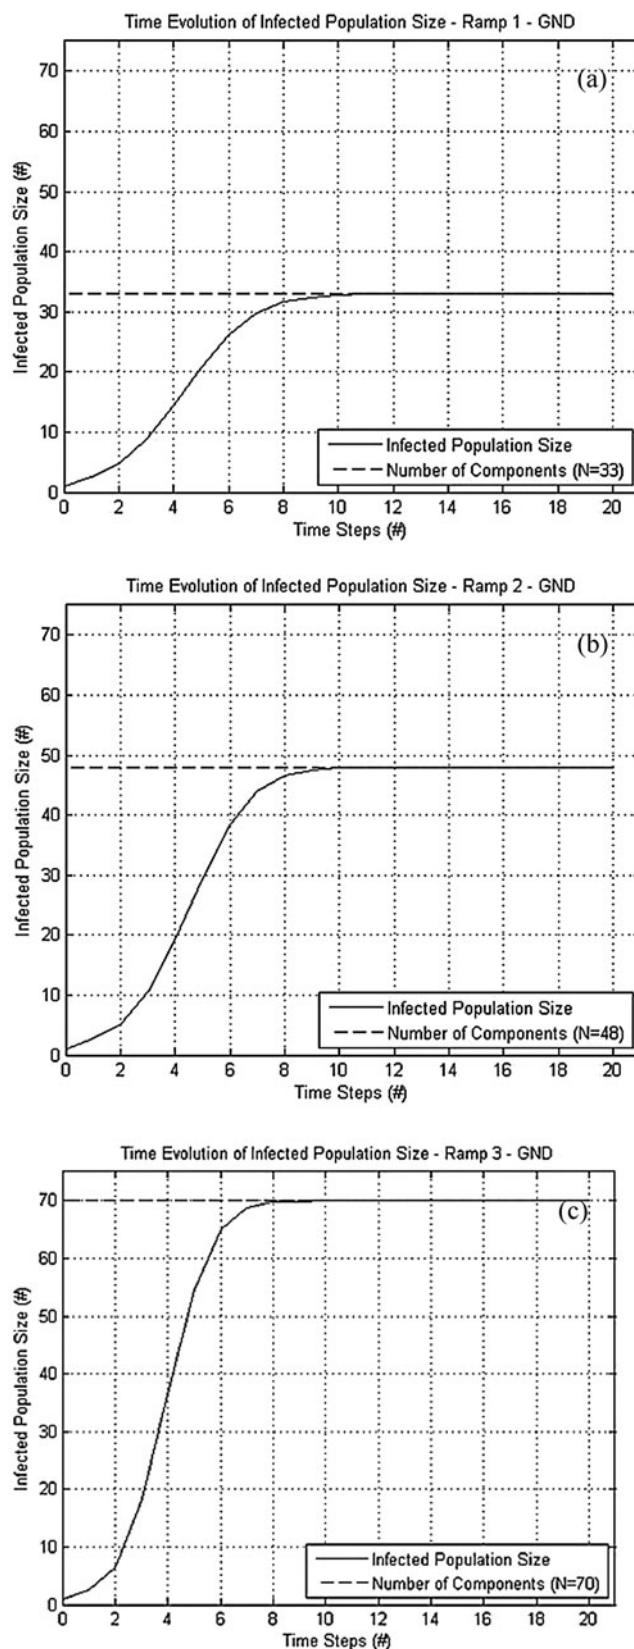 Time Evolution of Infected Population Size - Ramp 1 - GND
(a)
70
60
50
40
30
20
10
0
Infected Population Size (#)
Infected Population Size
Number of Components (N=33)
0 2 4 6 8 10 12 14 16 18 20
Time Steps (#)
Time Evolution of Infected Population Size - Ramp 2 - GND
(b)
70
60
50
40
30
20
10
0
Infected Population Size (#)
Infected Population Size
Number of Components (N=48)
0 2 4 6 8 10 12 14 16 18 20
Time Steps (#)
Time Evolution of Infected Population Size - Ramp 3 - GND
(c)
70
60
50
40
30
20
10
0
Infected Population Size (#)
Infected Population Size
Number of Components (N=70)
0 2 4 6 8 10 12 14 16 18 20
Time Steps (#)